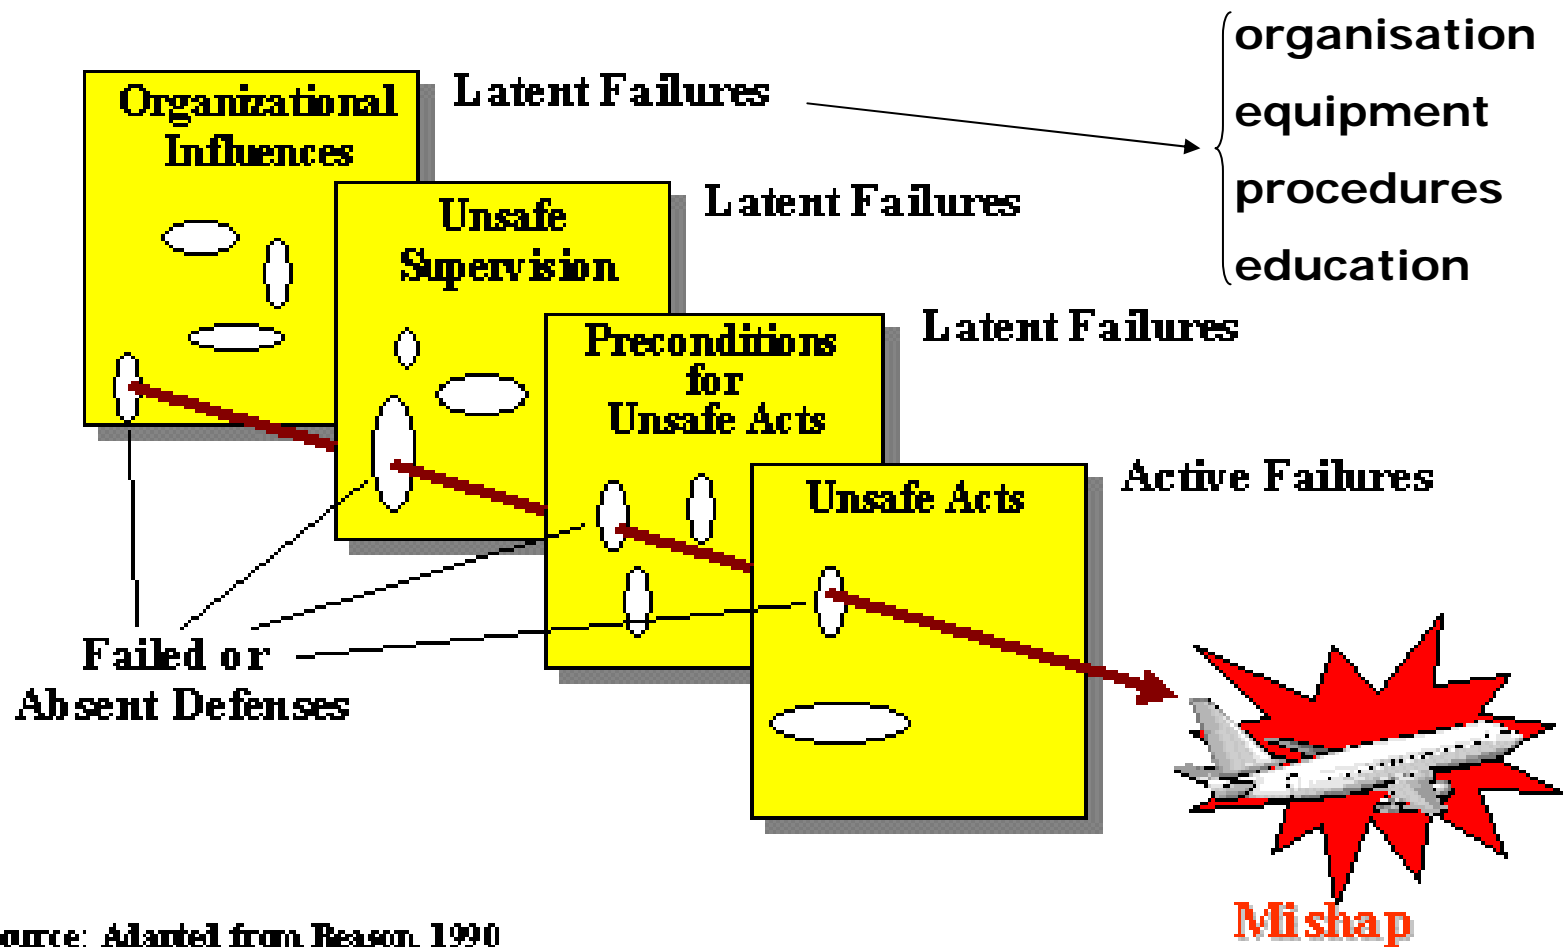 organisation
equipment
procedures
education
Organizational
Influences
Latent Failures
Unsafe
Supervision
Latent Failures
Preconditions
for
Unsafe Acts
Latent Failures
Unsafe Acts
Active Failures
Failed or
Absent Defenses
Mishap
ource: Adapted from Reason, 1990